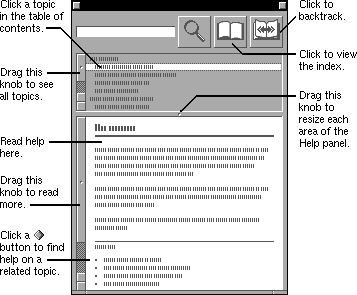 Click a topic
in the table of
contents.
Drag this
knob to see
all topics.
Read help
here.
Drag this
knob to read
more.
Click a
button to find
help on a
related topic.
Click to
backtrack.
Click to view
the index.
Drag this
knob to
resize each
area of the
Help panel.